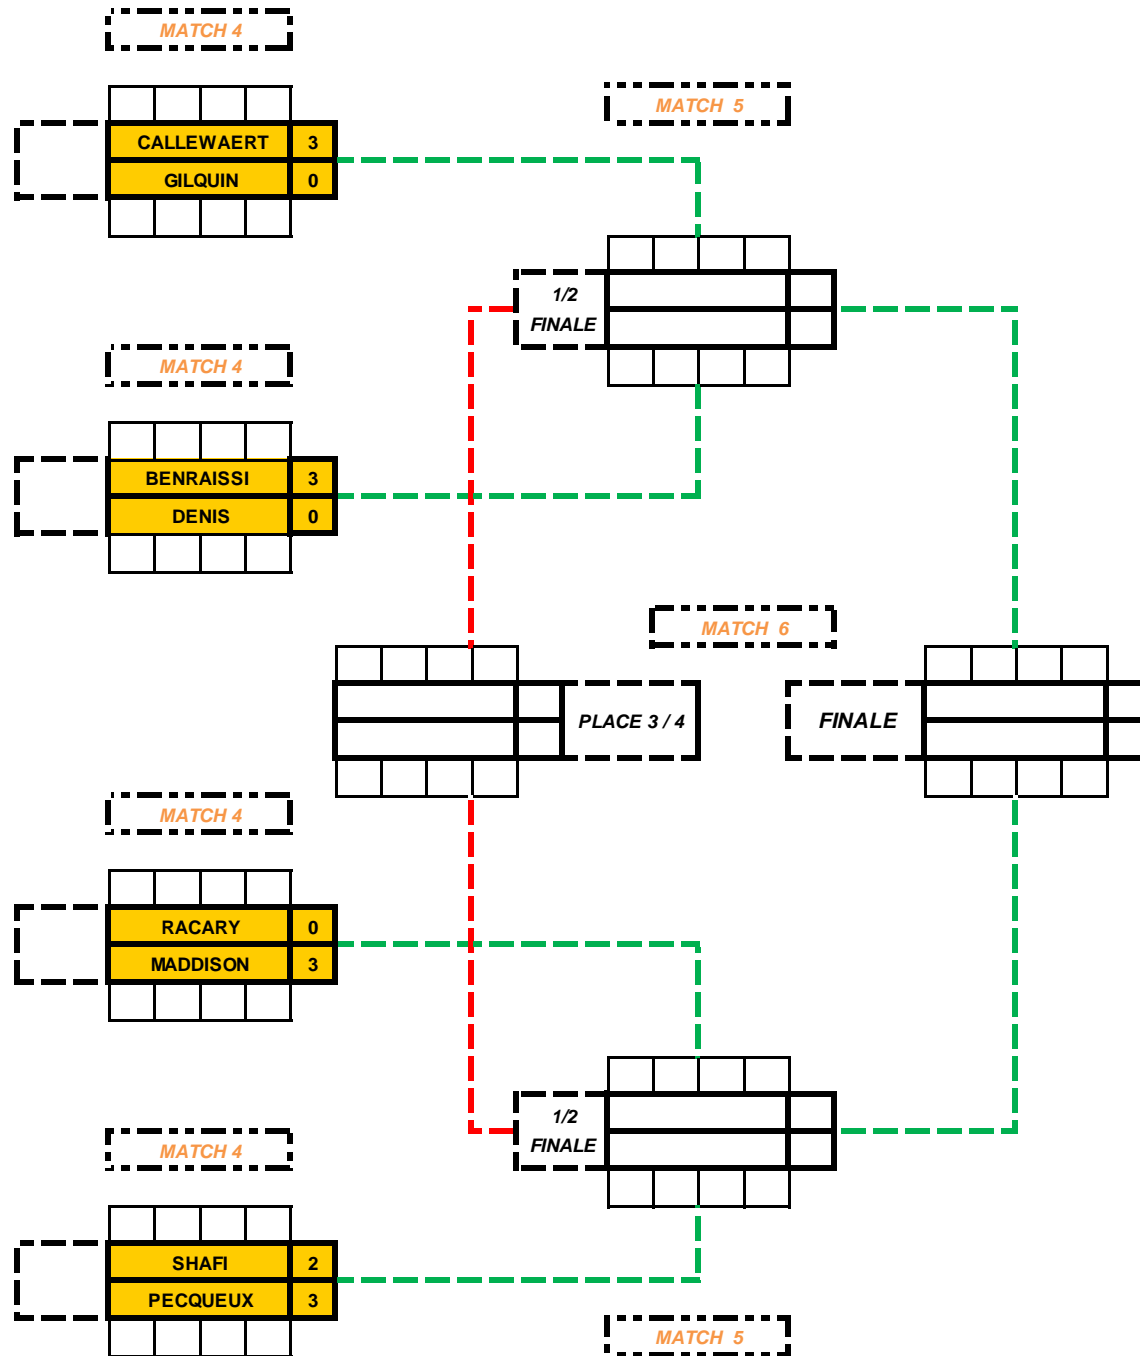 MATCH 4
MATCH 5
CALLEWAERT 3
GILQUIN 0
1/2
FINALE
MATCH 4
BENRAISSI 3
DENIS 0
MATCH 6
PLACE 3 / 4
FINALE
MATCH 4
RACARY 0
MADDISON 3
1/2
FINALE
MATCH 4
SHAFI 2
PECQUEUX 3
MATCH 5